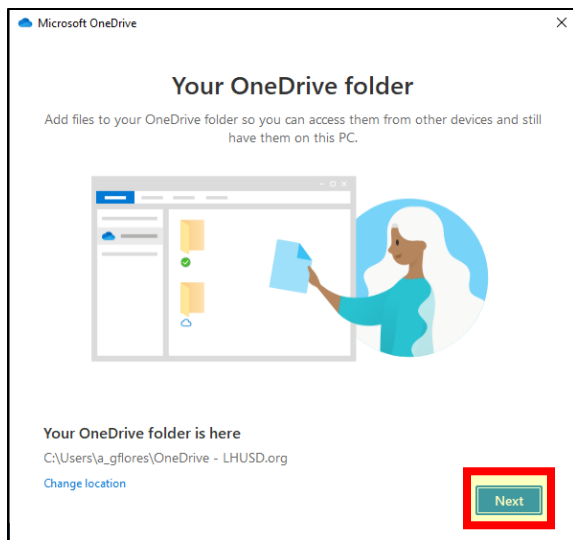 Microsoft OneDrive
Your OneDrive folder
Add files to your OneDrive folder so you can access them from other devices and still
have them on this PC.
Your OneDrive folder is here
C:\Users\a_gflores\OneDrive - LHUSD.org
Change location
Next